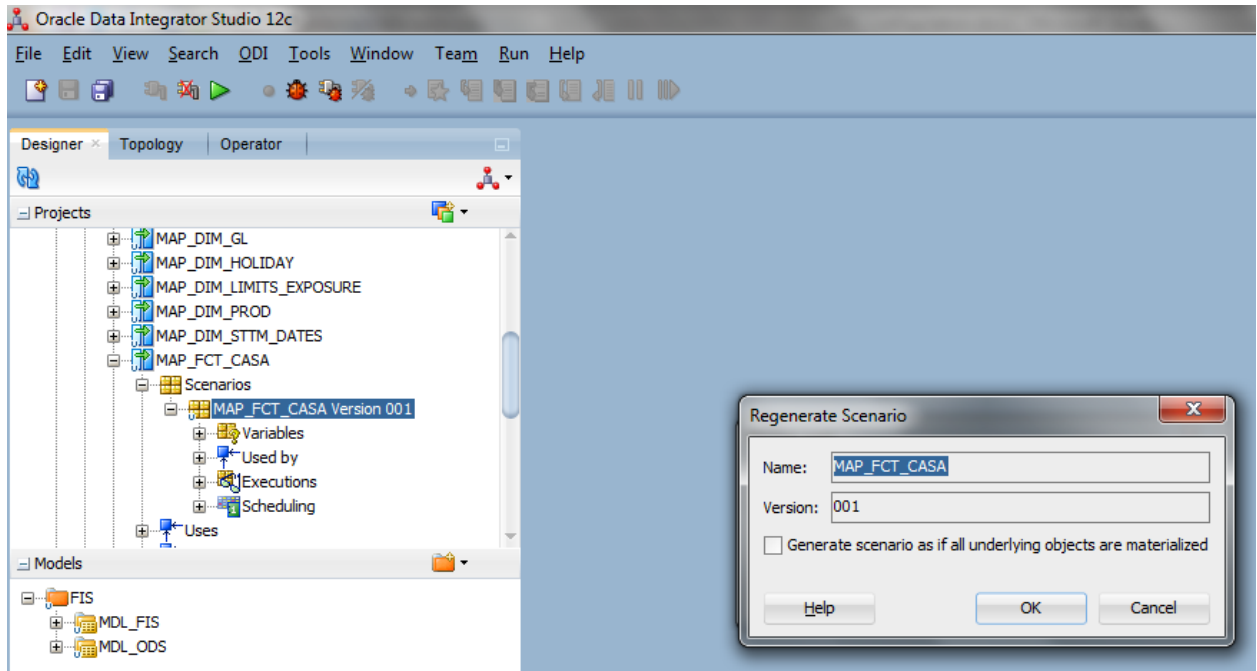 Oracle Data Integrator Studio 12c
File Edit View Search ODI Tools Window Team Run Help
Designer Topology Operator
Projects
MAP_DIM_GL
MAP_DIM_HOLIDAY
MAP_DIM_LIMITS_EXPOSURE
MAP_DIM_PROD
MAP_DIM_STTM_DATES
MAP_FCT_CASA
Scenarios
MAP_FCT_CASA Version 001
Variables
Used by
Executions
Scheduling
Uses
Models
FIS
MDL_FIS
MDL_ODS
Regenerate Scenario
Name: MAP_FCT_CASA
Version: 001
Generate scenario as if all underlying objects are materialized
Help OK Cancel